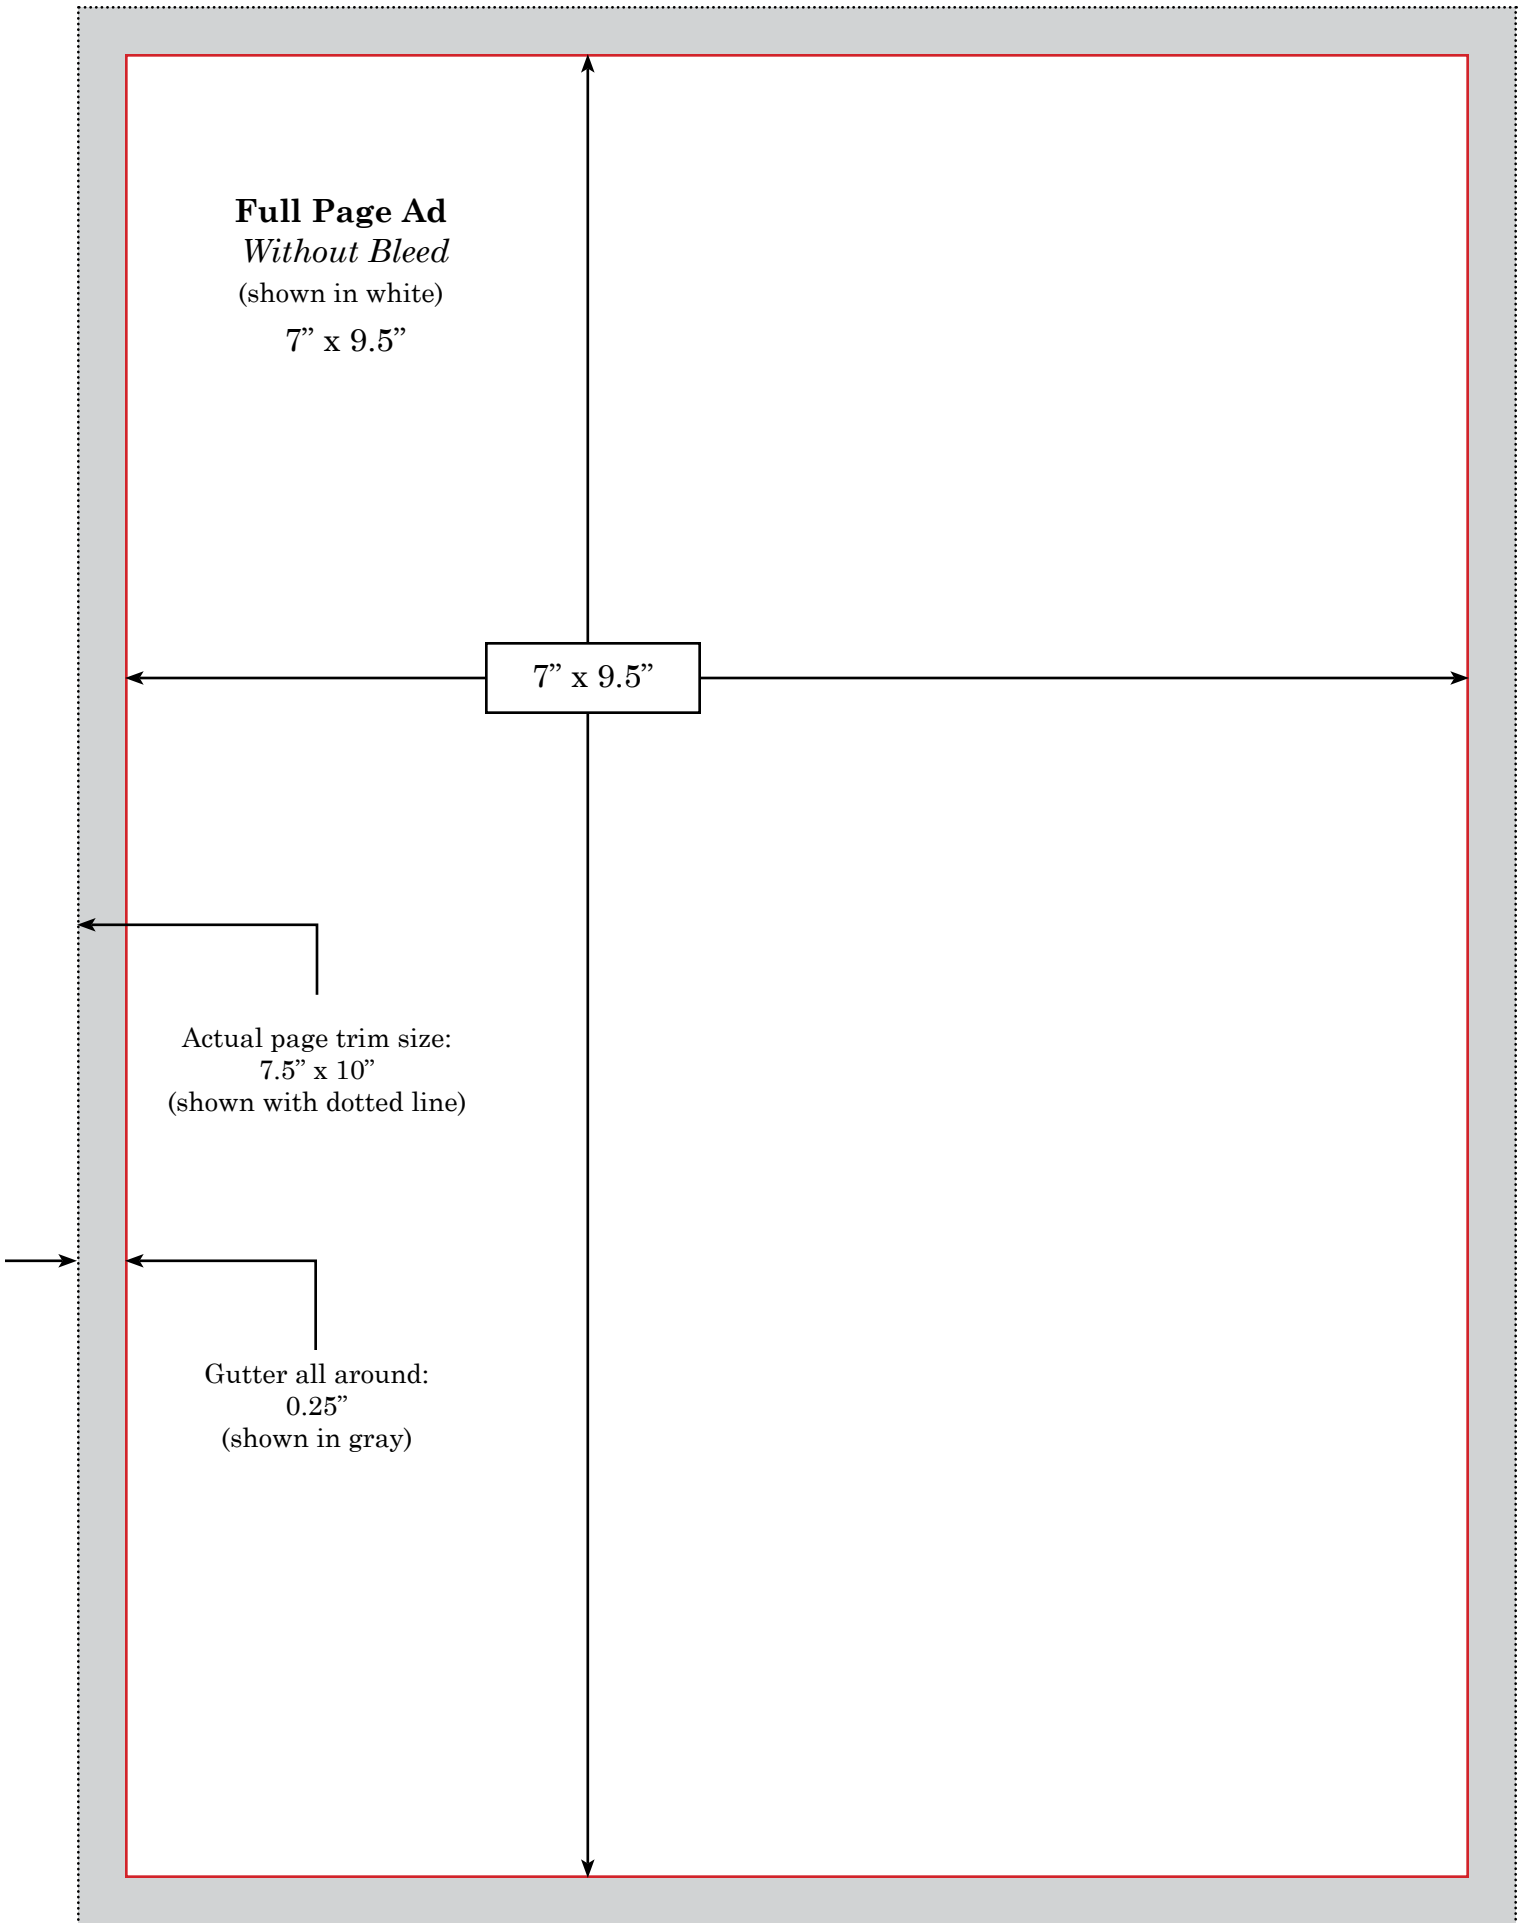 Full Page Ad
Without Bleed
(shown in white)
7” x 9.5”
7” x 9.5”
Actual page trim size:
7.5” x 10”
(shown with dotted line)
Gutter all around:
0.25”
(shown in gray)